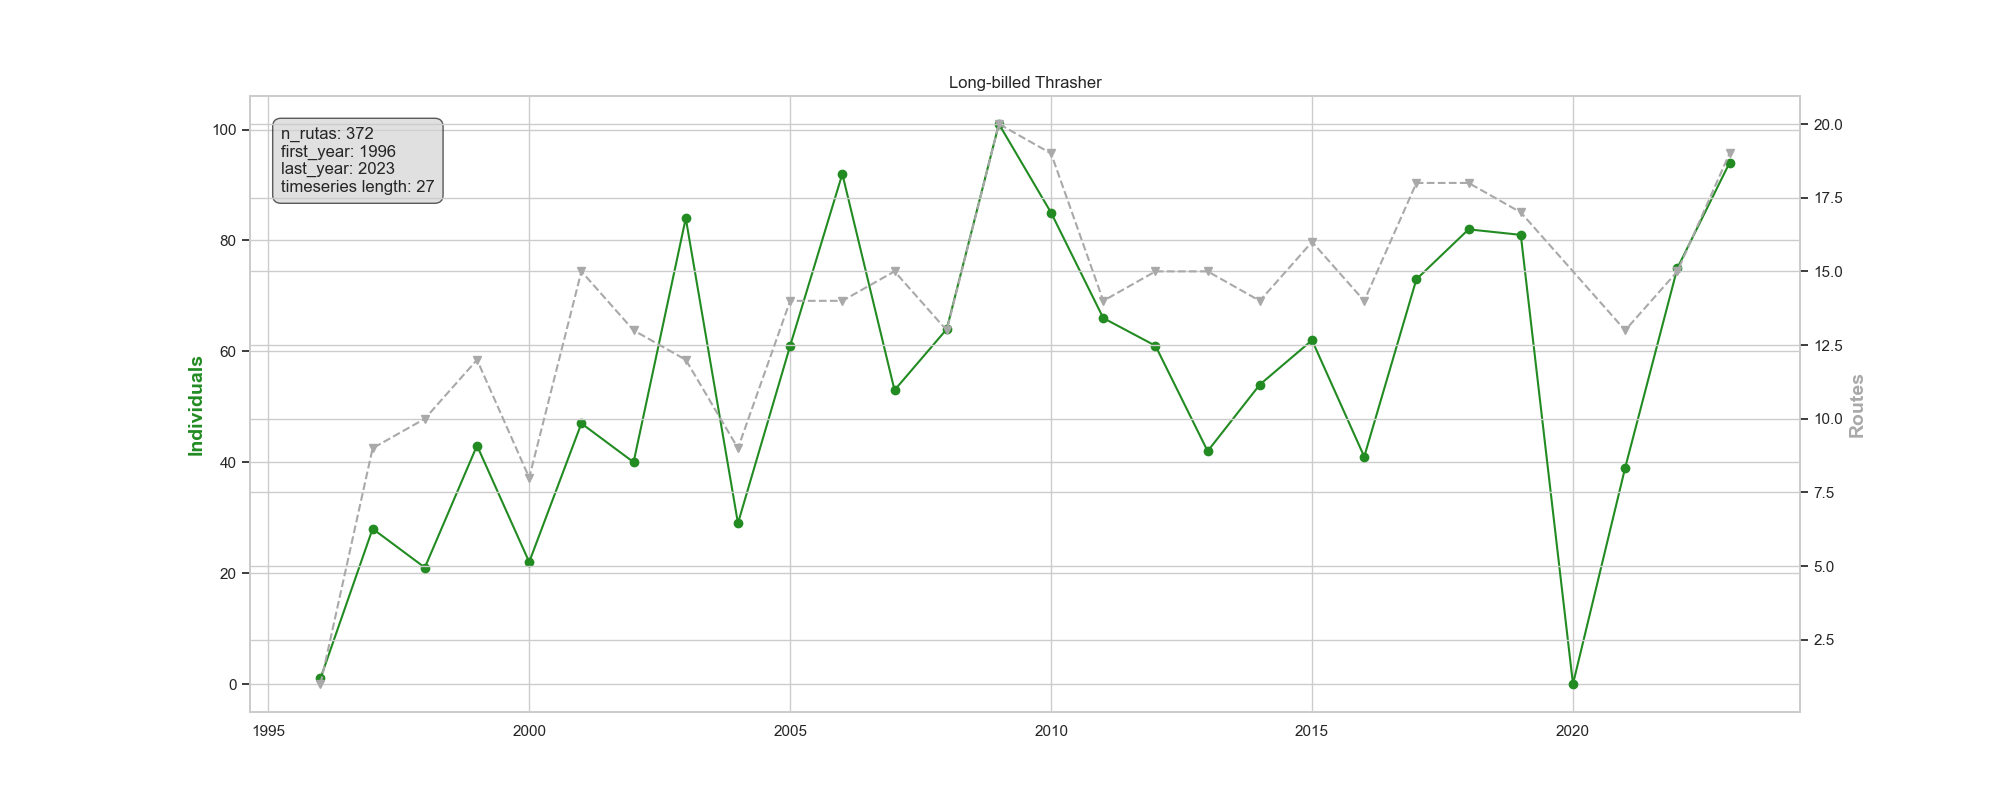 Long-billed Thrasher
n_rutas: 372
first_year: 1996
last_year: 2023
timeseries length: 27
100
80
60
40
20
0
Individuals
20.0
17.5
15.0
12.5
10.0
7.5
5.0
2.5
Routes
1995
2000
2005
2010
2015
2020